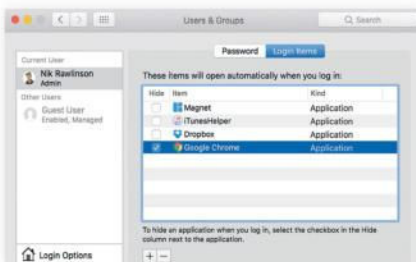 Users & Groups
Search
Password
Login Items
Current User
Nik Rawlinson
Admin
Other Users
Guest User
Enabled, Managed
Login Options
These items will open automatically when you log in:
Hide
Item
Kind
Magnet
Application
iTunesHelper
Application
Dropbox
Application
Google Chrome
Application
To hide an application when you log in, select the checkbox in the Hide
column next to the application.
+ −